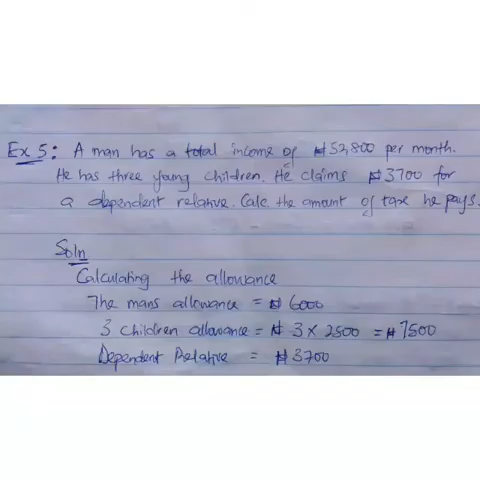 Ex 5: A man has a total income of ₦52,800 per month.
He has three young children. He claims ₦3700 for
a dependent relative. Calc. the amount of tax he pays.
Soln
Calculating the allowance
The mans allowance = ₦ 6000
3 children allowance = ₦ 3 × 2500 = ₦7500
Dependent Relative = ₦3700